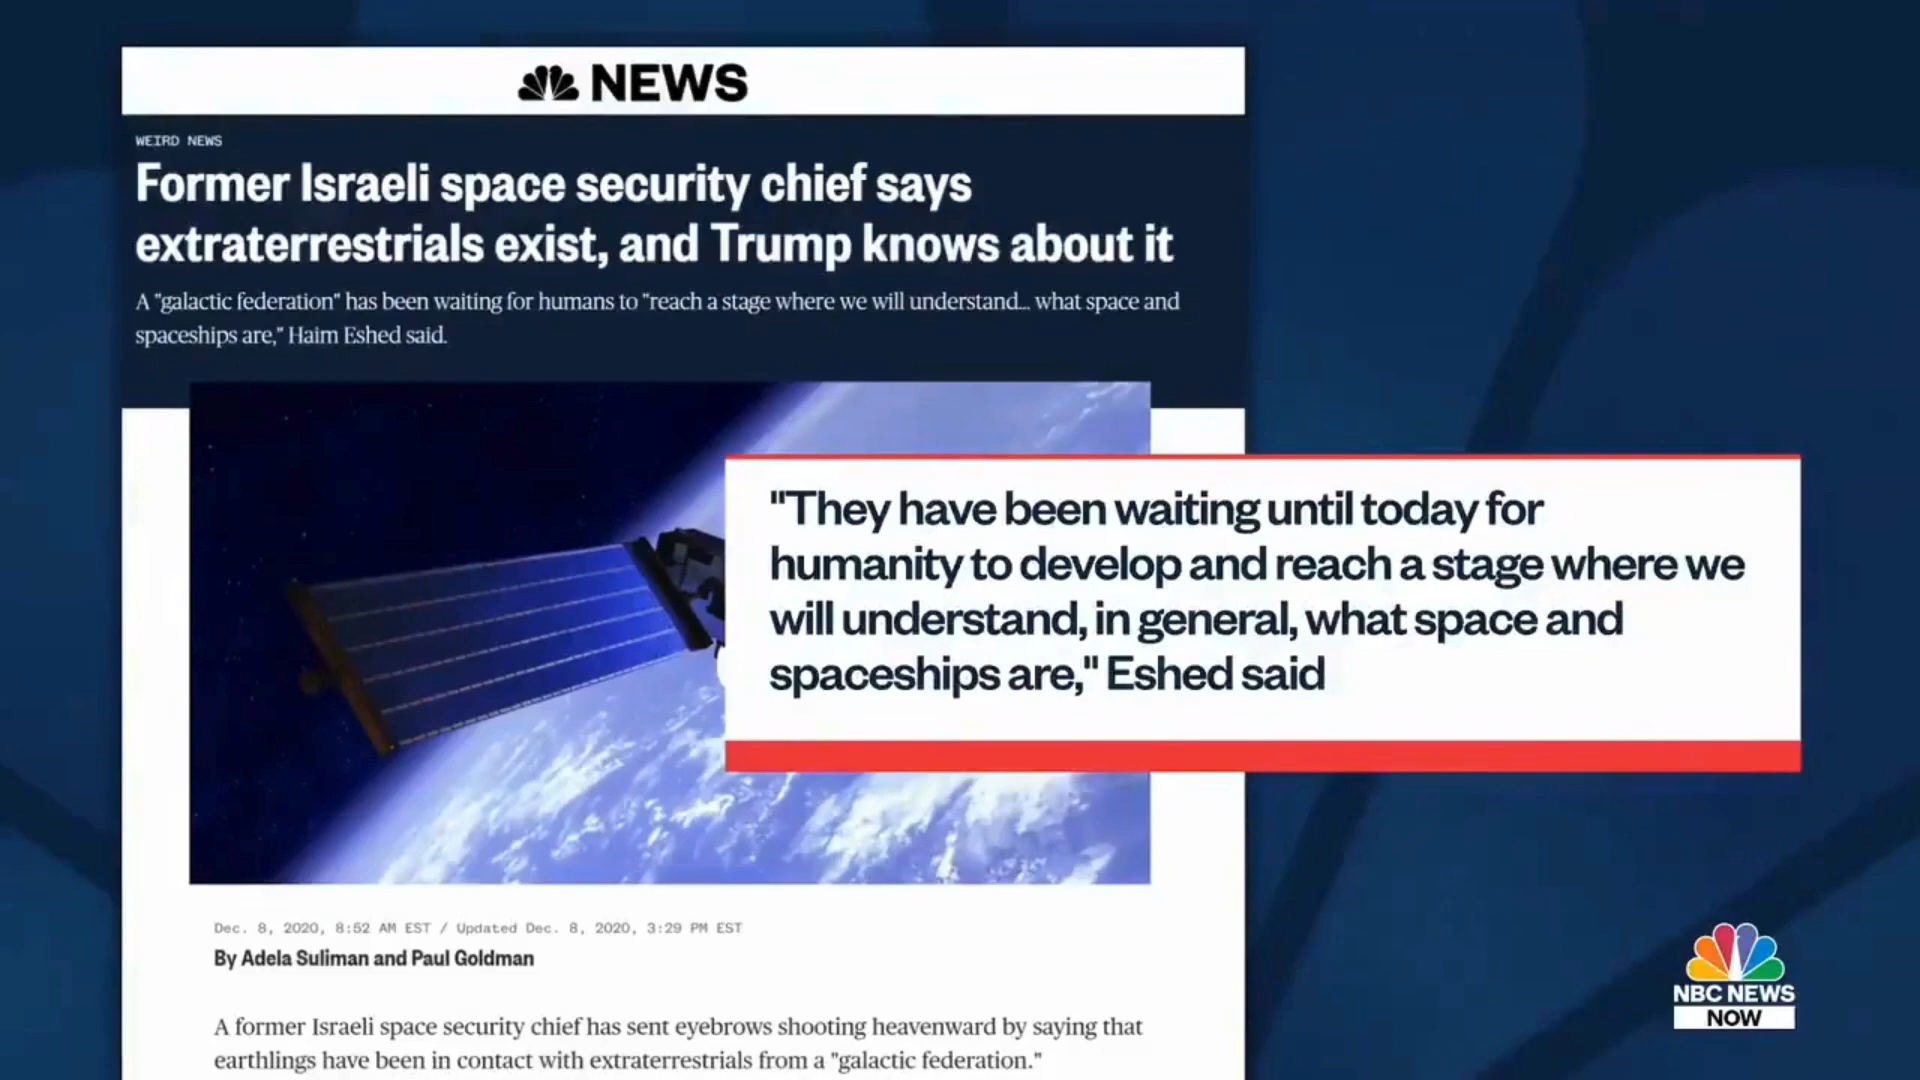 NEWS
WEIRD NEWS
Former Israeli space security chief says
extraterrestrials exist, and Trump knows about it
A "galactic federation" has been waiting for humans to "reach a stage where we will understand... what space and
spaceships are," Haim Eshed said.
"They have been waiting until today for
humanity to develop and reach a stage where we
will understand, in general, what space and
spaceships are," Eshed said
Dec. 8, 2020, 8:52 AM EST / Updated Dec. 8, 2020, 3:29 PM EST
By Adela Suliman and Paul Goldman
A former Israeli space security chief has sent eyebrows shooting heavenward by saying that
earthlings have been in contact with extraterrestrials from a "galactic federation."
NBC NEWS
NOW